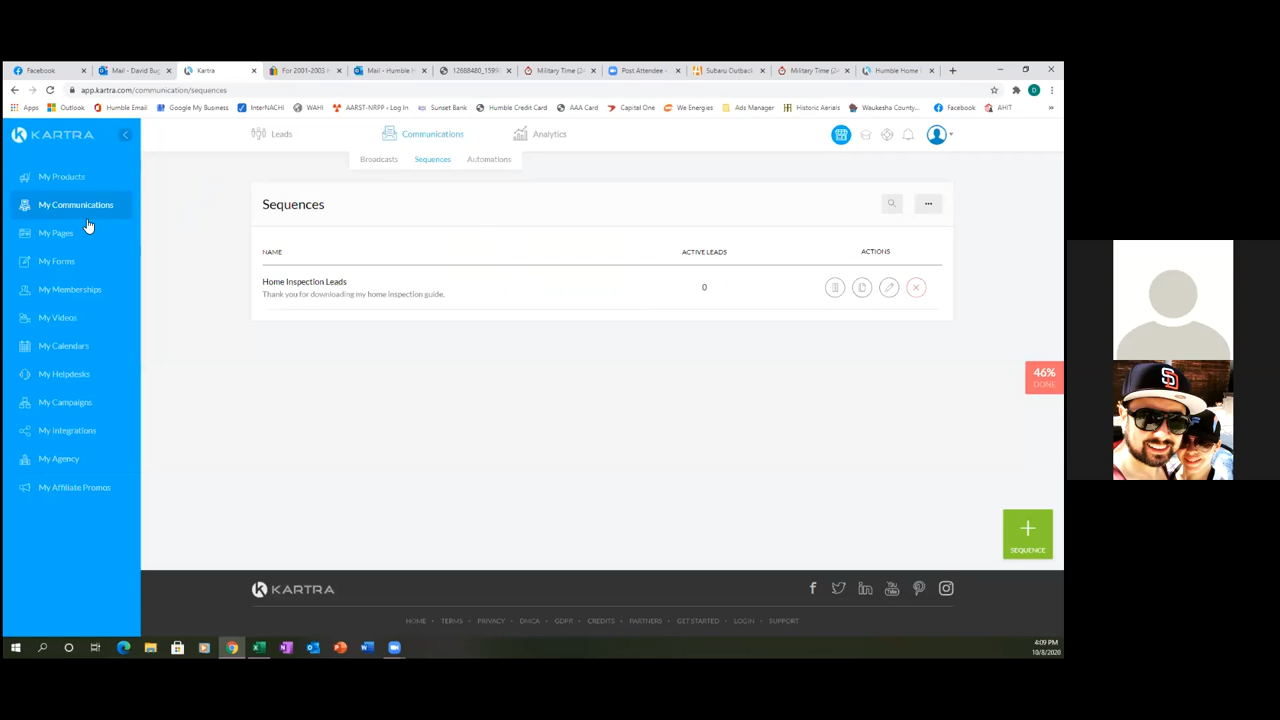 Facebook
Mail - David Bug
Kartra
For 2001-2003 F
Mail - Humble H
12688480_1599
Military Time (24
Post Attendee -
Subaru Outback
Military Time (24
Humble Home I
app.kartra.com/communication/sequences
Apps
Outlook
Humble Email
Google My Business
InterNACHI
WAHI
AARST-NRPP • Log In
Sunset Bank
Humble Credit Card
AAA Card
Capital One
We Energies
Ads Manager
Historic Aerials
Waukesha County...
Facebook
AHIT
KARTRA
Leads
Communications
Analytics
Broadcasts
Sequences
Automations
My Products
My Communications
My Pages
My Forms
My Memberships
My Videos
My Calendars
My Helpdesks
My Campaigns
My Integrations
My Agency
My Affiliate Promos
Sequences
NAME
ACTIVE LEADS
ACTIONS
Home Inspection Leads
Thank you for downloading my home inspection guide.
0
46%
DONE
SEQUENCE
KARTRA
HOME • TERMS • PRIVACY • DMCA • GDPR • CREDITS • PARTNERS • GET STARTED • LOGIN • SUPPORT
4:09 PM
10/8/2020